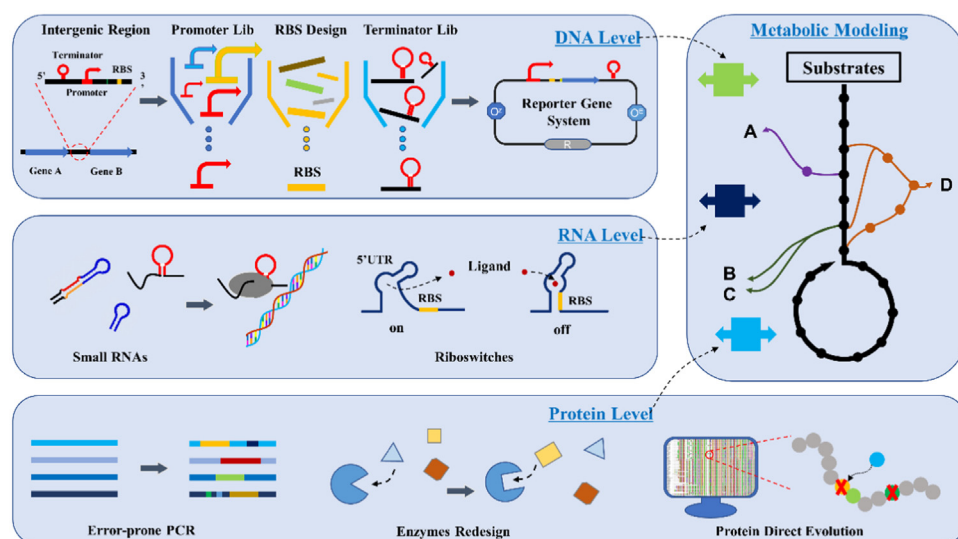 Intergenic Region
Promoter Lib
RBS Design
Terminator Lib
DNA Level
Terminator
5'
RBS
3'
Promoter
Gene A
Gene B
RBS
Reporter Gene
System
R
RNA Level
5'UTR
Ligand
RBS
on
RBS
off
Small RNAs
Riboswitches
Metabolic Modeling
Substrates
A
D
B
C
Protein Level
Error-prone PCR
Enzymes Redesign
Protein Direct Evolution